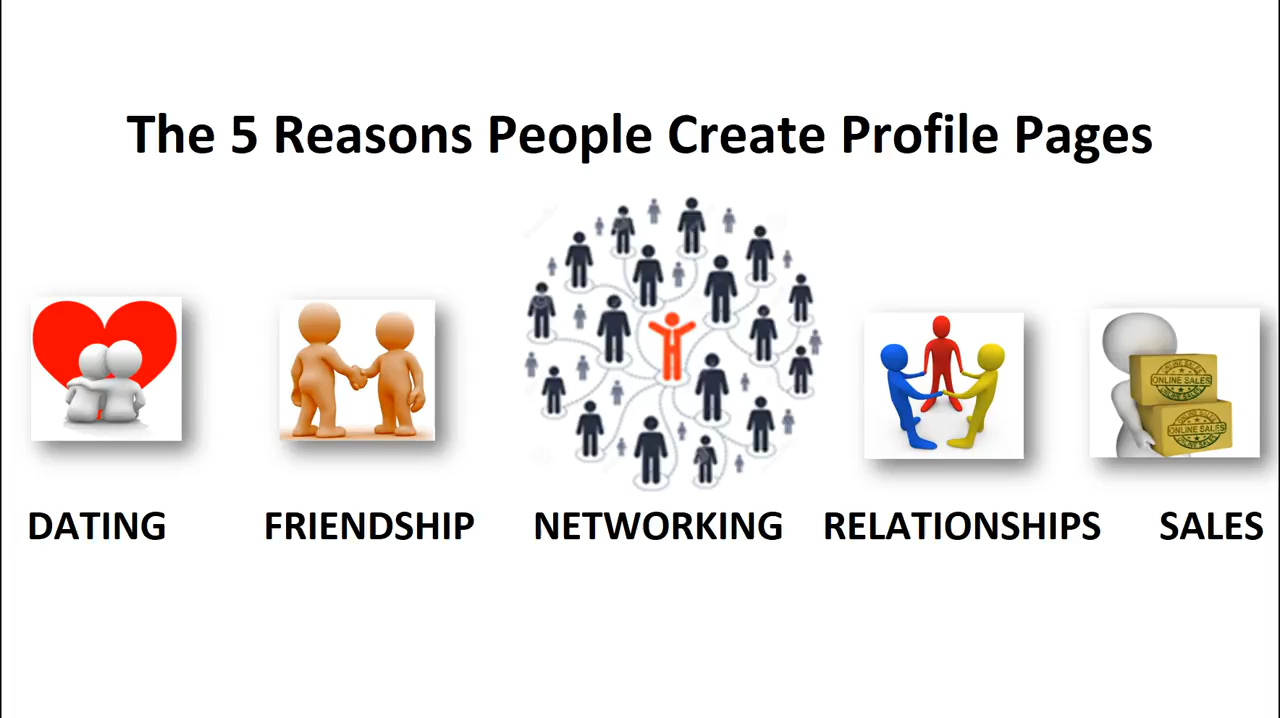 The 5 Reasons People Create Profile Pages
ONLINE SALES
ONLINE SALES
DATING
FRIENDSHIP
NETWORKING
RELATIONSHIPS
SALES